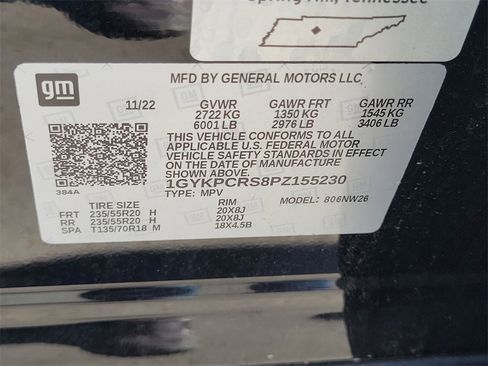 Spring Hill, Tennessee
gm
MFD BY GENERAL MOTORS LLC
11/22 GVWR GAWR FRT GAWR RR
2722 KG 1350 KG 1545 KG
6001 LB 2976 LB 3406 LB
THIS VEHICLE CONFORMS TO ALL
APPLICABLE U.S. FEDERAL MOTOR
VEHICLE SAFETY STANDARDS IN EFFECT
ON THE DATE OF MANUFACTURE
SHOWN ABOVE.
1GYKPCRS8PZ155230
TYPE: MPV MODEL: 806NW26
384A
TIRE SIZE RIM
FRT 235/55R20 H 20X8J
RR 235/55R20 H 20X8J
SPA T135/70R18 M 18X4.5B